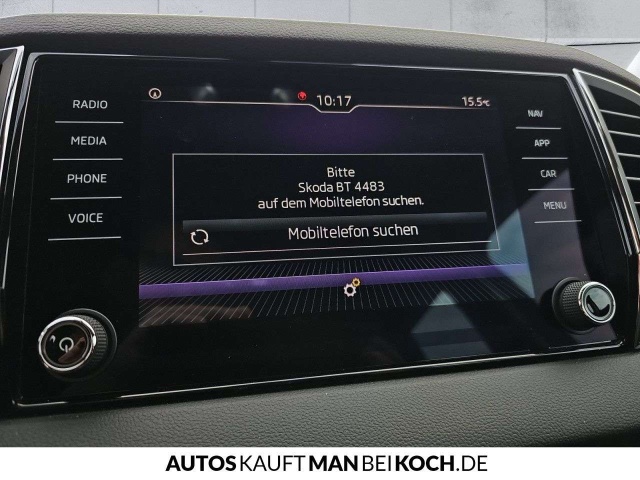 RADIO
MEDIA
PHONE
VOICE
10:17
15.5°C
Bitte
Skoda BT 4483
auf dem Mobiltelefon suchen.
Mobiltelefon suchen
NAV
APP
CAR
MENU
AUTOSKAUFTMANBEIKOCH.DE